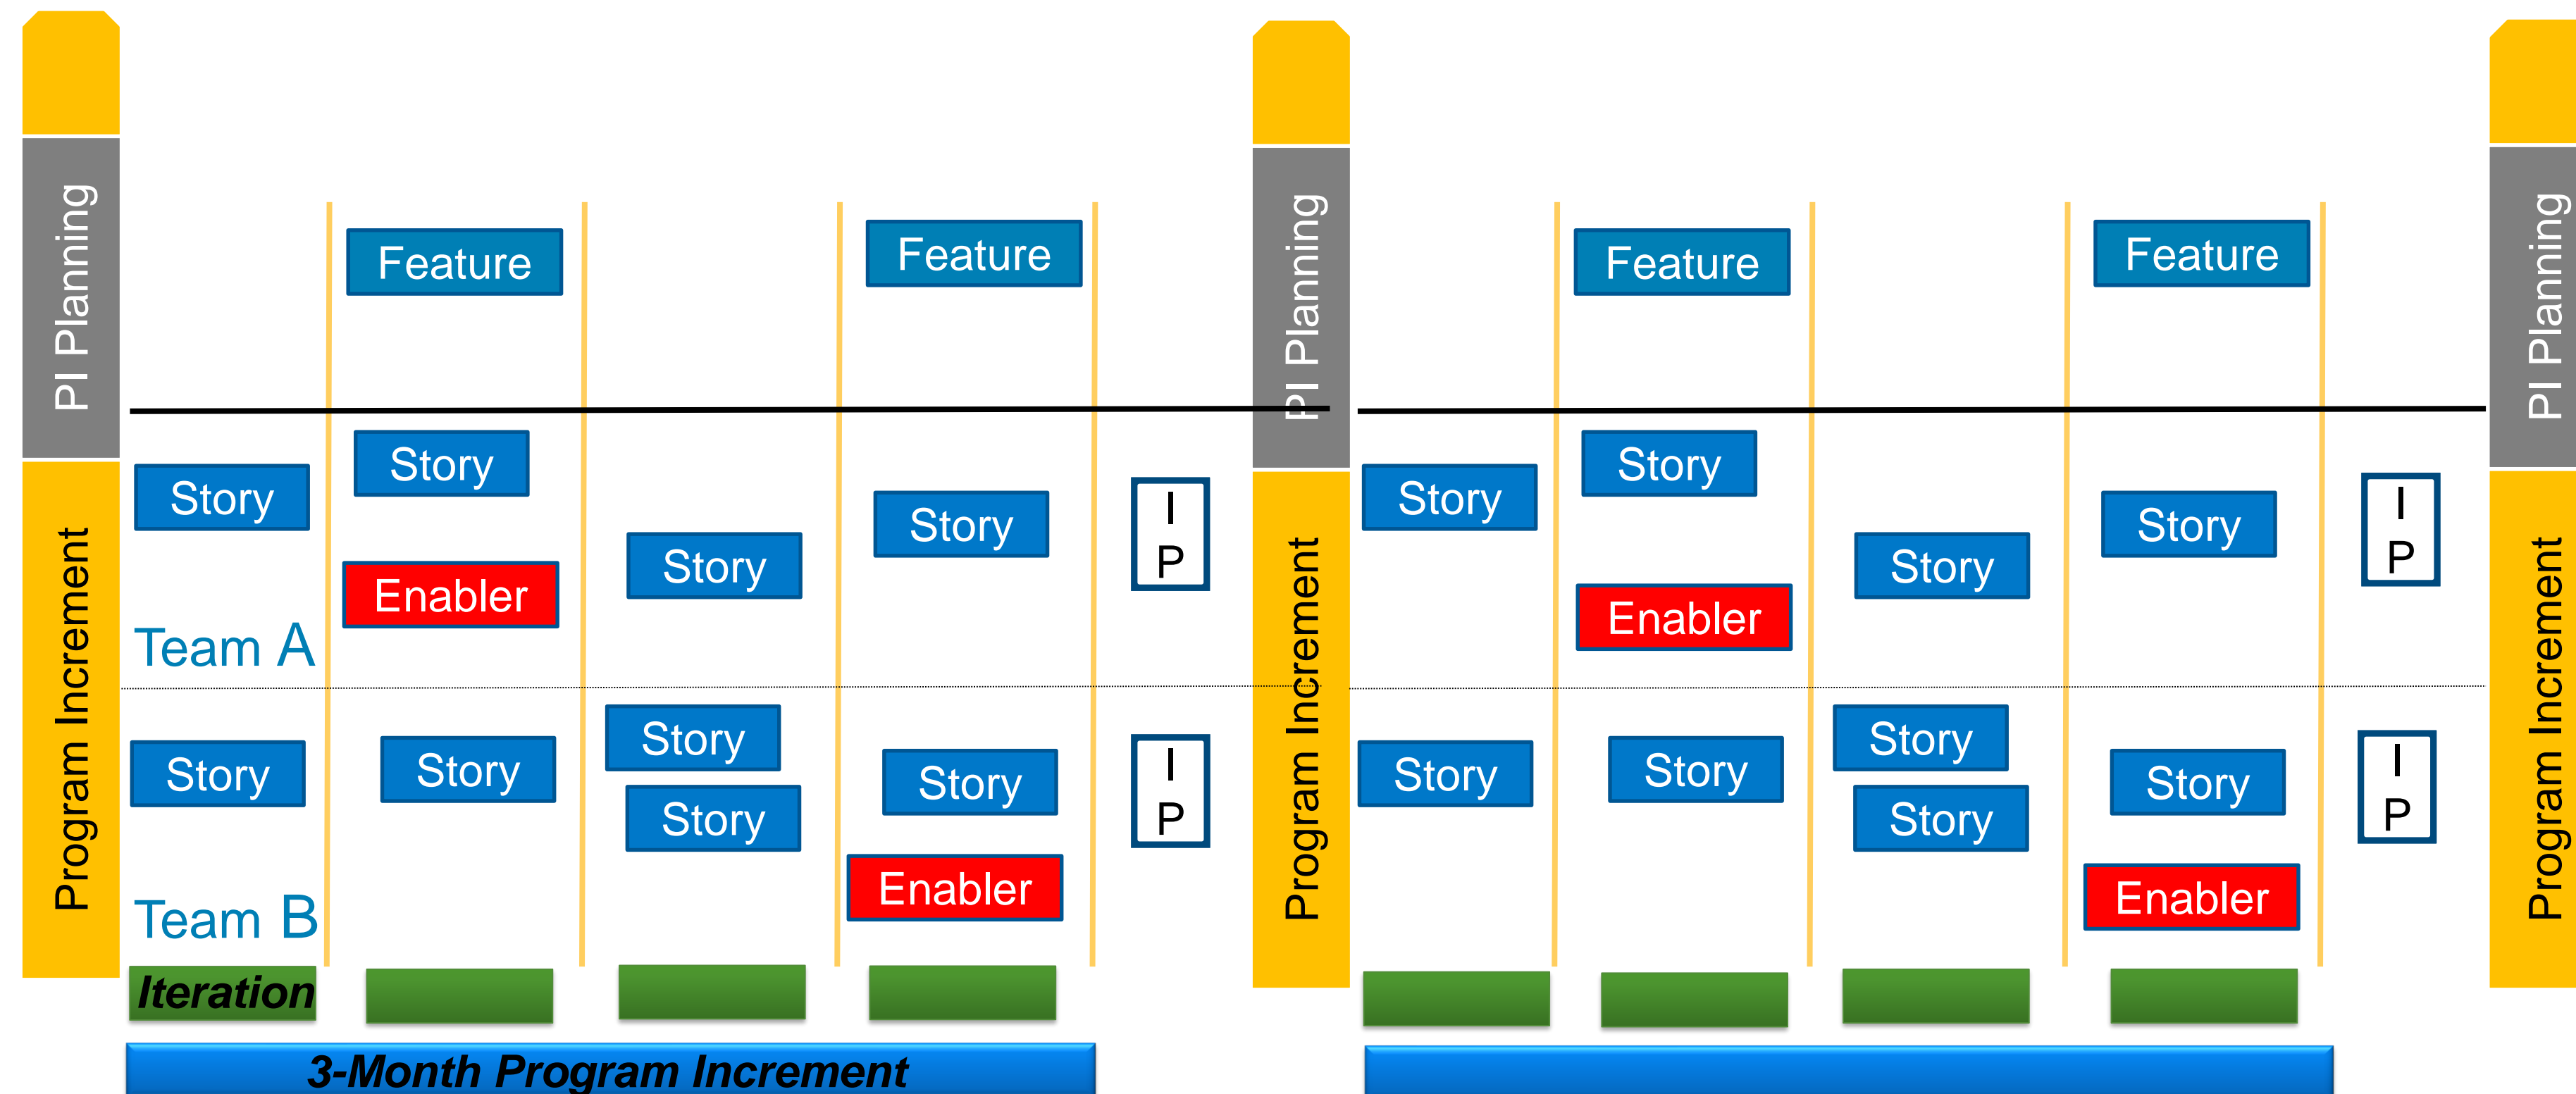 PI Planning
Program Increment
Feature
Feature
Story
Story
Enabler
Story
Story
I
P
Team A
Story
Story
Story
Story
Story
Enabler
I
P
Team B
Iteration
3-Month Program Increment
PI Planning
Program Increment
Feature
Feature
Story
Story
Enabler
Story
Story
I
P
Story
Story
Story
Story
Story
Enabler
I
P
PI Planning
Program Increment